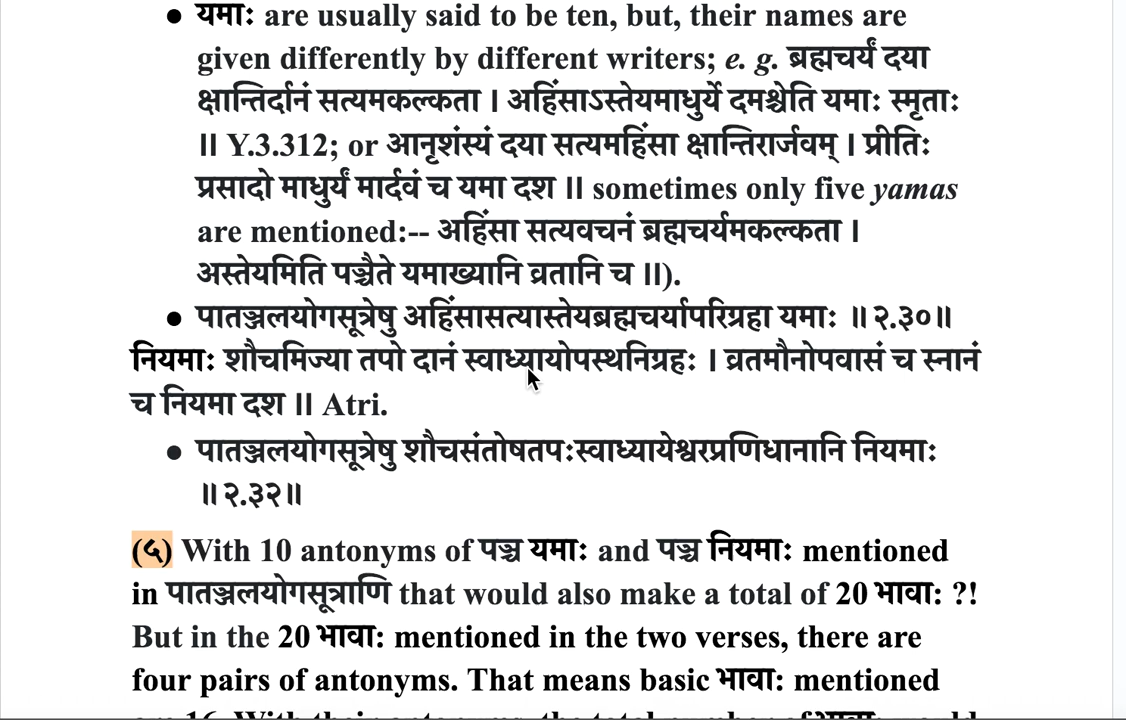 • यमाः are usually said to be ten, but, their names are
given differently by different writers; e. g. ब्रह्मचर्यं दया
क्षान्तिर्दानं सत्यमकल्कता । अहिंसाऽस्तेयमाधुर्ये दमश्चेति यमाः स्मृताः
॥ Y.3.312; or आनृशंस्यं दया सत्यमहिंसा क्षान्तिरार्जवम् । प्रीतिः
प्रसादो माधुर्यं मार्दवं च यमा दश ॥ sometimes only five yamas
are mentioned:-- अहिंसा सत्यवचनं ब्रह्मचर्यमकल्कता ।
अस्तेयमिति पञ्चैते यमाख्यानि व्रतानि च ॥).
• पातञ्जलयोगसूत्रेषु अहिंसासत्यास्तेयब्रह्मचर्यापरिग्रहा यमाः ॥२.३०॥
नियमाः शौचमिज्या तपो दानं स्वाध्यायोपस्थनिग्रहः । व्रतमौनोपवासं च स्नानं
च नियमा दश ॥ Atri.
• पातञ्जलयोगसूत्रेषु शौचसंतोषतपःस्वाध्यायेश्वरप्रणिधानानि नियमाः
॥२.३२॥
(५) With 10 antonyms of पञ्च यमाः and पञ्च नियमाः mentioned
in पातञ्जलयोगसूत्राणि that would also make a total of 20 भावाः ?!
But in the 20 भावाः mentioned in the two verses, there are
four pairs of antonyms. That means basic भावाः mentioned